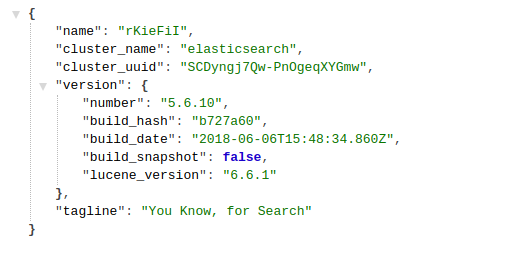 {
"name": "rKieFiI",
"cluster_name": "elasticsearch",
"cluster_uuid": "SCDyngj7Qw-PnOgeqXYGmw",
"version": {
"number": "5.6.10",
"build_hash": "b727a60",
"build_date": "2018-06-06T15:48:34.860Z",
"build_snapshot": false,
"lucene_version": "6.6.1"
},
"tagline": "You Know, for Search"
}